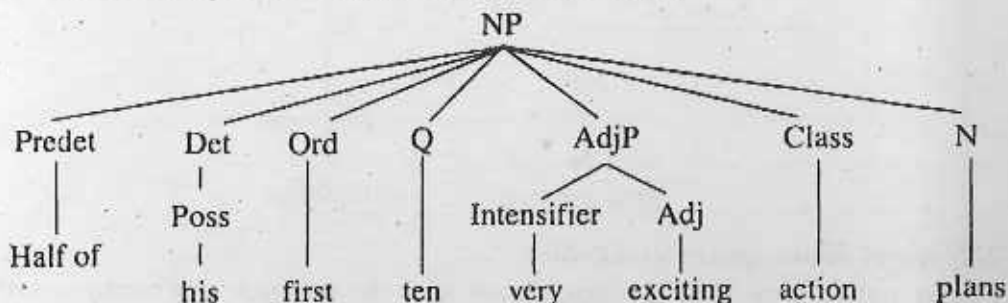 NP
Predet Det Ord Q AdjP Class N
Poss Intensifier Adj
Half of
his first ten very exciting action plans